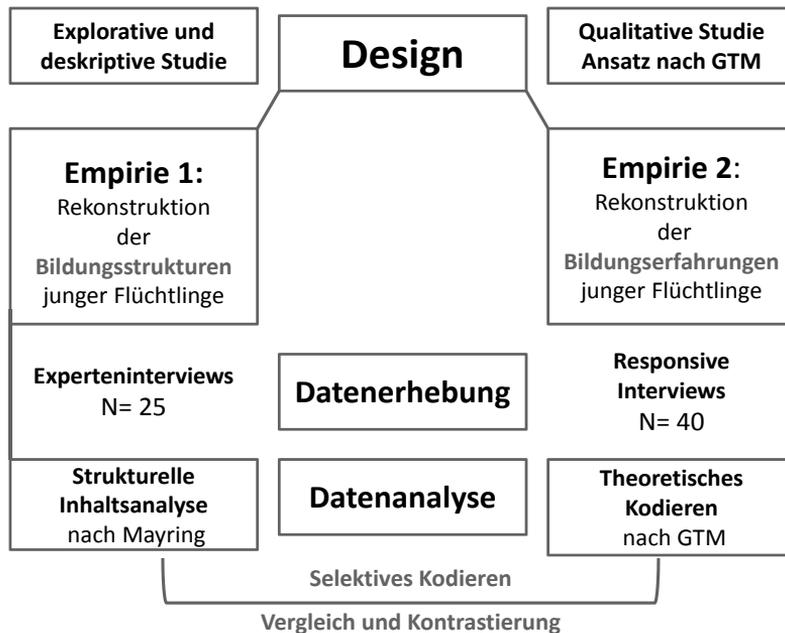 Explorative und
deskriptive Studie
Design
Qualitative Studie
Ansatz nach GTM
Empirie 1:
Rekonstruktion
der
Bildungsstrukturen
junger Flüchtlinge
Empirie 2:
Rekonstruktion
der
Bildungserfahrungen
junger Flüchtlinge
Experteninterviews
N= 25
Datenerhebung
Responsive
Interviews
N= 40
Strukturelle
Inhaltsanalyse
nach Mayring
Datenanalyse
Theoretisches
Kodieren
nach GTM
Selektives Kodieren
Vergleich und Kontrastierung